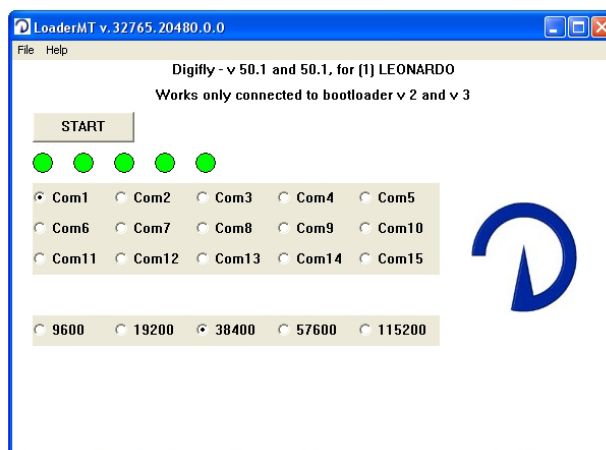 LoaderMT v.32765.20480.0.0
File Help
Digifly - v 50.1 and 50.1, for (1) LEONARDO
Works only connected to bootloader v 2 and v 3
START
Com1 Com2 Com3 Com4 Com5
Com6 Com7 Com8 Com9 Com10
Com11 Com12 Com13 Com14 Com15
9600 19200 38400 57600 115200